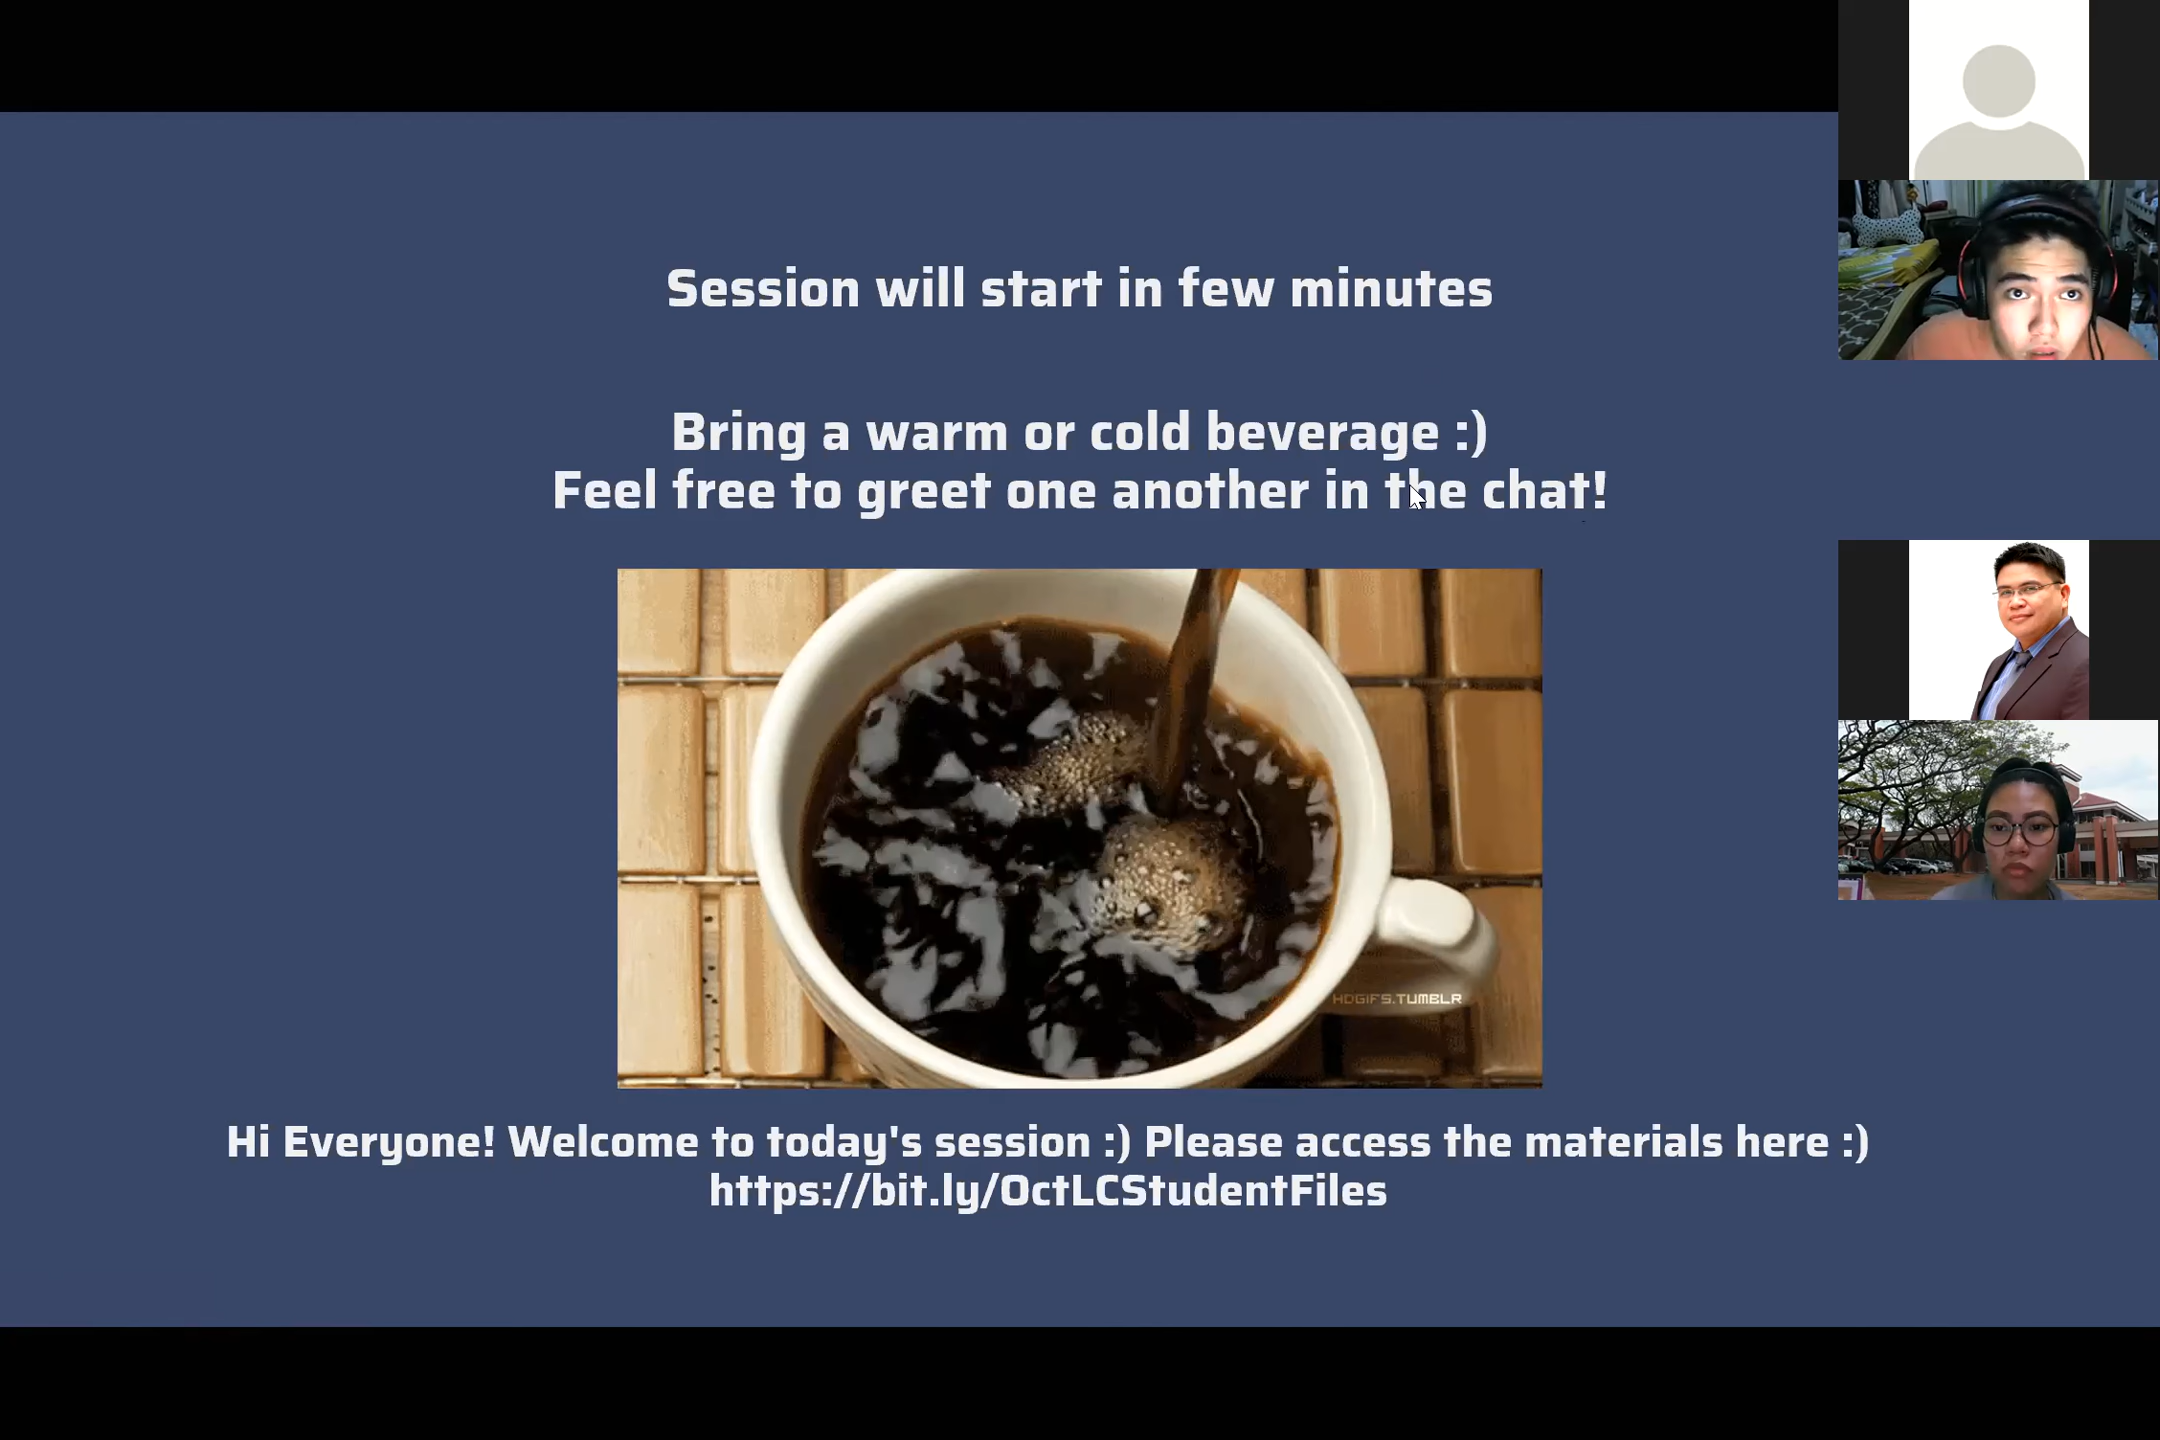 Session will start in few minutes
Bring a warm or cold beverage :)
Feel free to greet one another in the chat!
HDGIFS.TUMBLR
Hi Everyone! Welcome to today's session :) Please access the materials here :)
https://bit.ly/OctLCStudentFiles